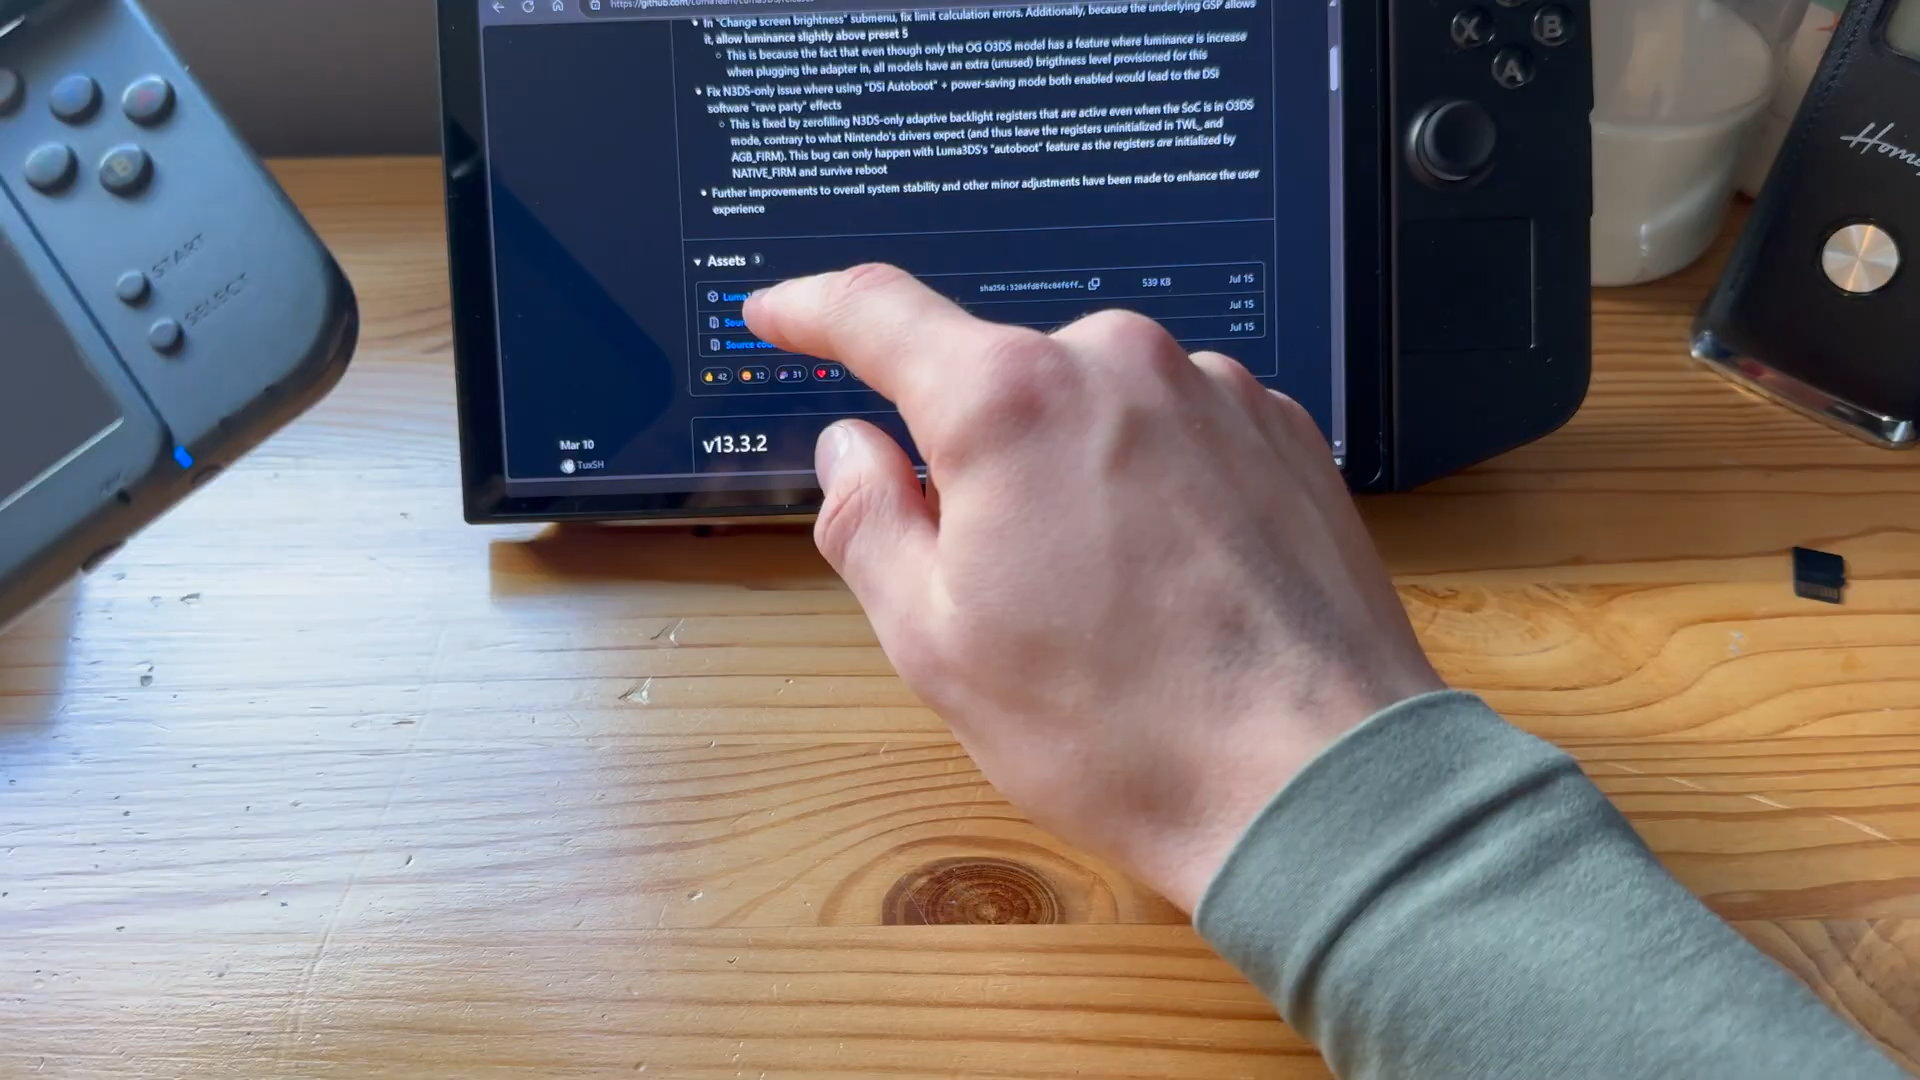 https://github.com/LumaTeam/Luma3DS/releases
In "Change screen brightness" submenu, fix limit calculation errors. Additionally, because the underlying GSP allows
it, allow luminance slightly above preset 5
This is because the fact that even though only the OG O3DS model has a feature where luminance is increase
when plugging the adapter in, all models have an extra (unused) brigthness level provisioned for this
Fix N3DS-only issue where using "DSi Autoboot" + power-saving mode both enabled would lead to the DSi
software "rave party" effects
This is fixed by zerofilling N3DS-only adaptive backlight registers that are active even when the SoC is in O3DS
mode, contrary to what Nintendo's drivers expect (and thus leave the registers uninitialized in TWL_ and
AGB_FIRM). This bug can only happen with Luma3DS's "autoboot" feature as the registers are initialized by
NATIVE_FIRM and survive reboot
Further improvements to overall system stability and other minor adjustments have been made to enhance the user
experience
Assets 3
Luma
539 KB
Jul 15
Jul 15
Source
Jul 15
42 12 31 33
Mar 10
v13.3.2
TuxSH
X
B
A
B
START
SELECT